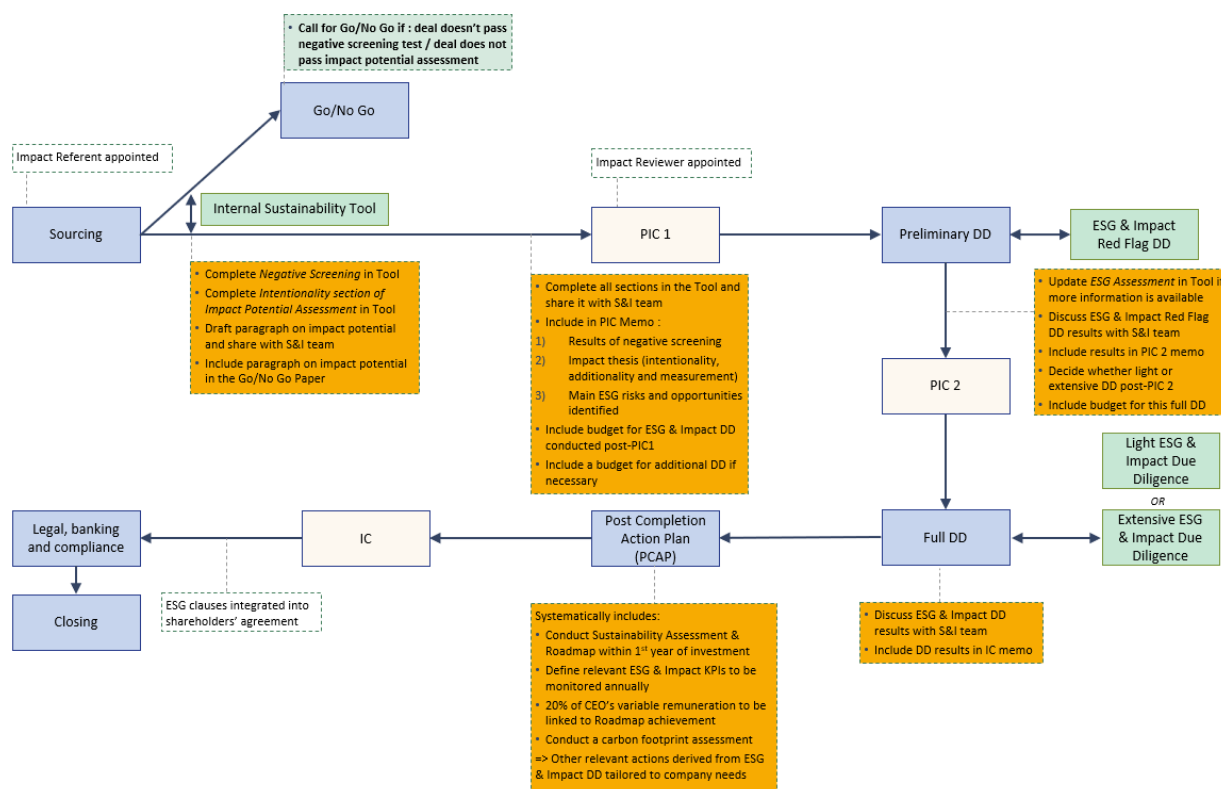 • Call for Go/No Go if : deal doesn't pass
negative screening test / deal does not
pass impact potential assessment
Go/No Go
Impact Referent appointed
Impact Reviewer appointed
Internal Sustainability Tool
Sourcing
PIC 1
Preliminary DD
ESG & Impact
Red Flag DD
• Complete Negative Screening in Tool
• Complete Intentionality section of
Impact Potential Assessment in Tool
• Draft paragraph on impact potential
and share with S&I team
• Include paragraph on impact potential
in the Go/No Go Paper
• Complete all sections in the Tool and
share it with S&I team
• Include in PIC Memo :
1) Results of negative screening
2) Impact thesis (intentionality,
additionality and measurement)
3) Main ESG risks and opportunities
identified
• Include budget for ESG & Impact DD
conducted post-PIC1
• Include a budget for additional DD if
necessary
• Update ESG Assessment in Tool if
more information is available
• Discuss ESG & Impact Red Flag
DD results with S&I team
• Include results in PIC 2 memo
• Decide whether light or
extensive DD post-PIC 2
• Include budget for this full DD
PIC 2
Light ESG &
Impact Due
Diligence
OR
Extensive ESG
& Impact Due
Diligence
Legal, banking
and compliance
IC
Post Completion
Action Plan
(PCAP)
Full DD
Closing
ESG clauses integrated into
shareholders' agreement
Systematically includes:
• Conduct Sustainability Assessment &
Roadmap within 1st year of investment
• Define relevant ESG & Impact KPIs to be
monitored annually
• 20% of CEO's variable remuneration to be
linked to Roadmap achievement
• Conduct a carbon footprint assessment
=> Other relevant actions derived from ESG
& Impact DD tailored to company needs
• Discuss ESG & Impact DD
results with S&I team
• Include DD results in IC memo